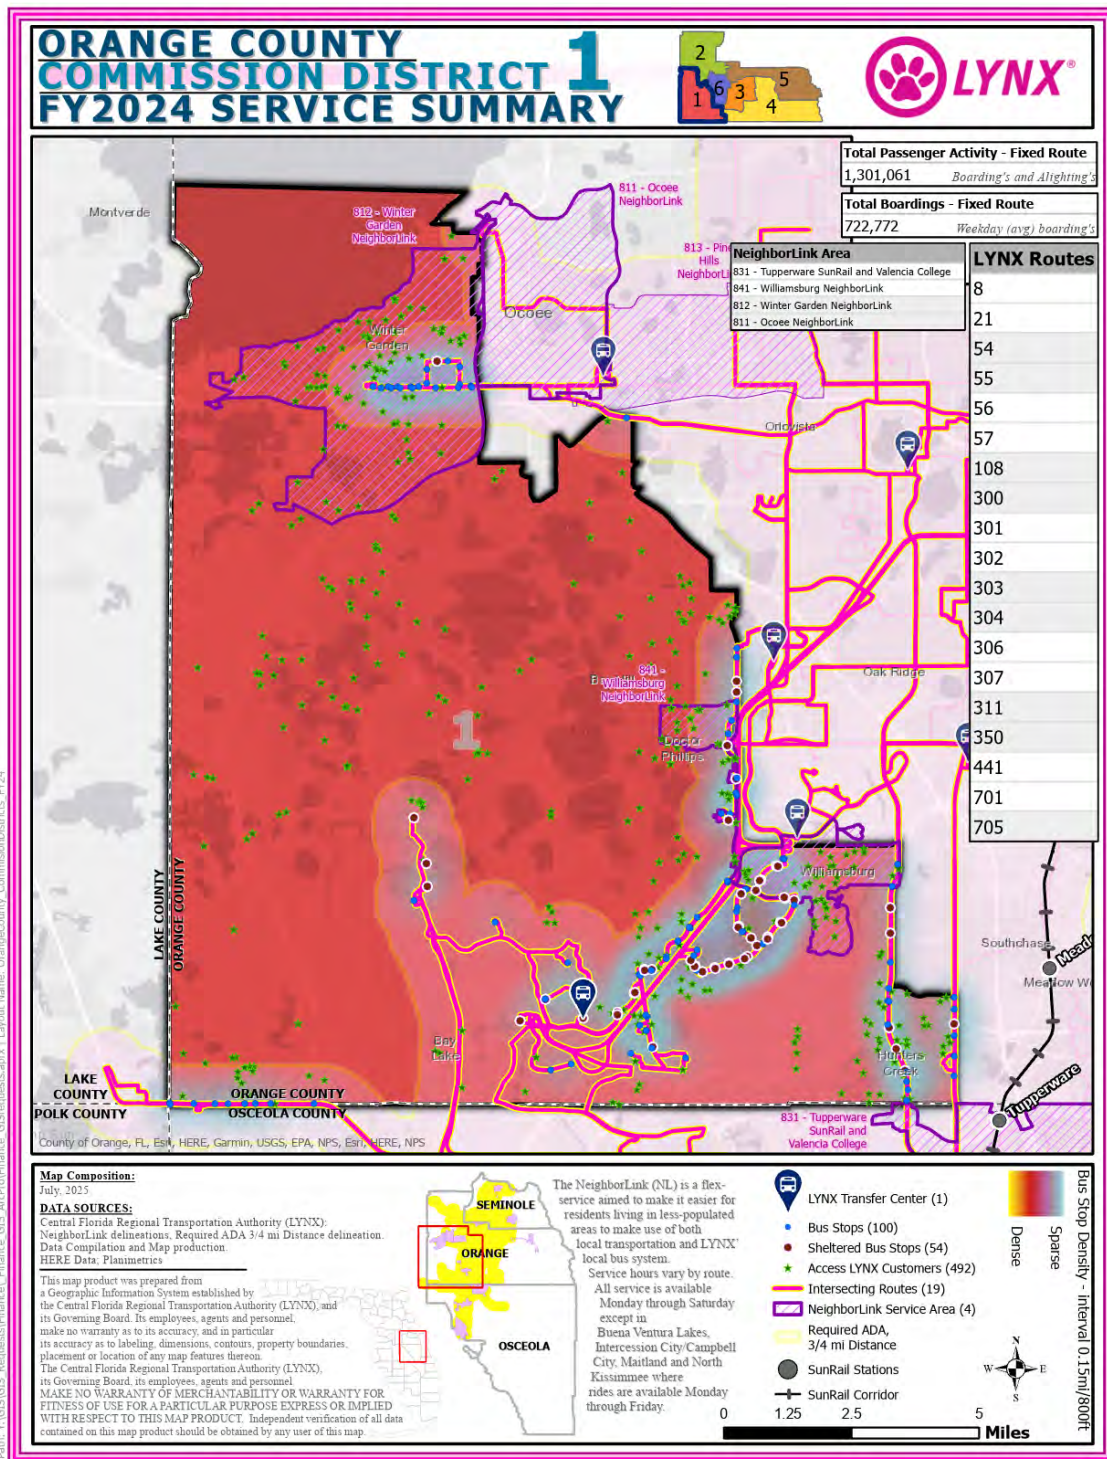 ORANGE COUNTY
COMMISSION DISTRICT 1
FY2024 SERVICE SUMMARY
2
1
6
3
5
4
LYNX®
Total Passenger Activity - Fixed Route
1,301,061 Boarding's and Alighting's
Total Boardings - Fixed Route
722,772 Weekday (avg) boarding's
NeighborLink Area
831 - Tupperware SunRail and Valencia College
841 - Williamsburg NeighborLink
812 - Winter Garden NeighborLink
811 - Ocoee NeighborLink
LYNX Routes
8
21
54
55
56
57
108
300
301
302
303
304
306
307
311
350
441
701
705
Montverde
812 - Winter
Garden
NeighborLink
811 - Ocoee
NeighborLink
813 - Pine
Hills
Ocoee
Winter
Garden
Orlovista
Oak Ridge
841 -
Williamsburg
NeighborLink
1
Doctor
Phillips
Williamsburg
Southchase
Bay
Lake
Hunters
Creek
Tupperware
LAKE COUNTY
ORANGE COUNTY
LAKE
COUNTY
POLK COUNTY
ORANGE COUNTY
OSCEOLA COUNTY
831 - Tupperware
SunRail and
Valencia College
County of Orange, FL, Esri, HERE, Garmin, USGS, EPA, NPS, Esri, HERE, NPS
Map Composition:
July, 2025
DATA SOURCES:
Central Florida Regional Transportation Authority (LYNX):
NeighborLink delineations, Required ADA 3/4 mi Distance delineation.
Data Compilation and Map production.
HERE Data; Planimetrics
This map product was prepared from
a Geographic Information System established by
the Central Florida Regional Transportation Authority (LYNX), and
its Governing Board. Its employees, agents and personnel,
make no warranty as to its accuracy, and in particular
its accuracy as to labeling, dimensions, contours, property boundaries,
placement or location of any map features thereon.
The Central Florida Regional Transportation Authority (LYNX),
its Governing Board, its employees, agents and personnel
MAKE NO WARRANTY OF MERCHANTABILITY OR WARRANTY FOR
FITNESS OF USE FOR A PARTICULAR PURPOSE EXPRESS OR IMPLIED
WITH RESPECT TO THIS MAP PRODUCT. Independent verification of all data
contained on this map product should be obtained by any user of this map.
SEMINOLE
ORANGE
OSCEOLA
The NeighborLink (NL) is a flex-
service aimed to make it easier for
residents living in less-populated
areas to make use of both
local transportation and LYNX'
local bus system.
Service hours vary by route.
All service is available
Monday through Saturday
except in
Buena Ventura Lakes,
Intercession City/Campbell
City, Maitland and North
Kissimmee where
rides are available Monday
through Friday.
LYNX Transfer Center (1)
Bus Stops (100)
Sheltered Bus Stops (54)
Access LYNX Customers (492)
Intersecting Routes (19)
NeighborLink Service Area (4)
Required ADA,
3/4 mi Distance
SunRail Stations
SunRail Corridor
Dense
Sparse
Bus Stop Density - interval 0.15mi/800ft
N
W
E
S
0 1.25 2.5 5
Miles